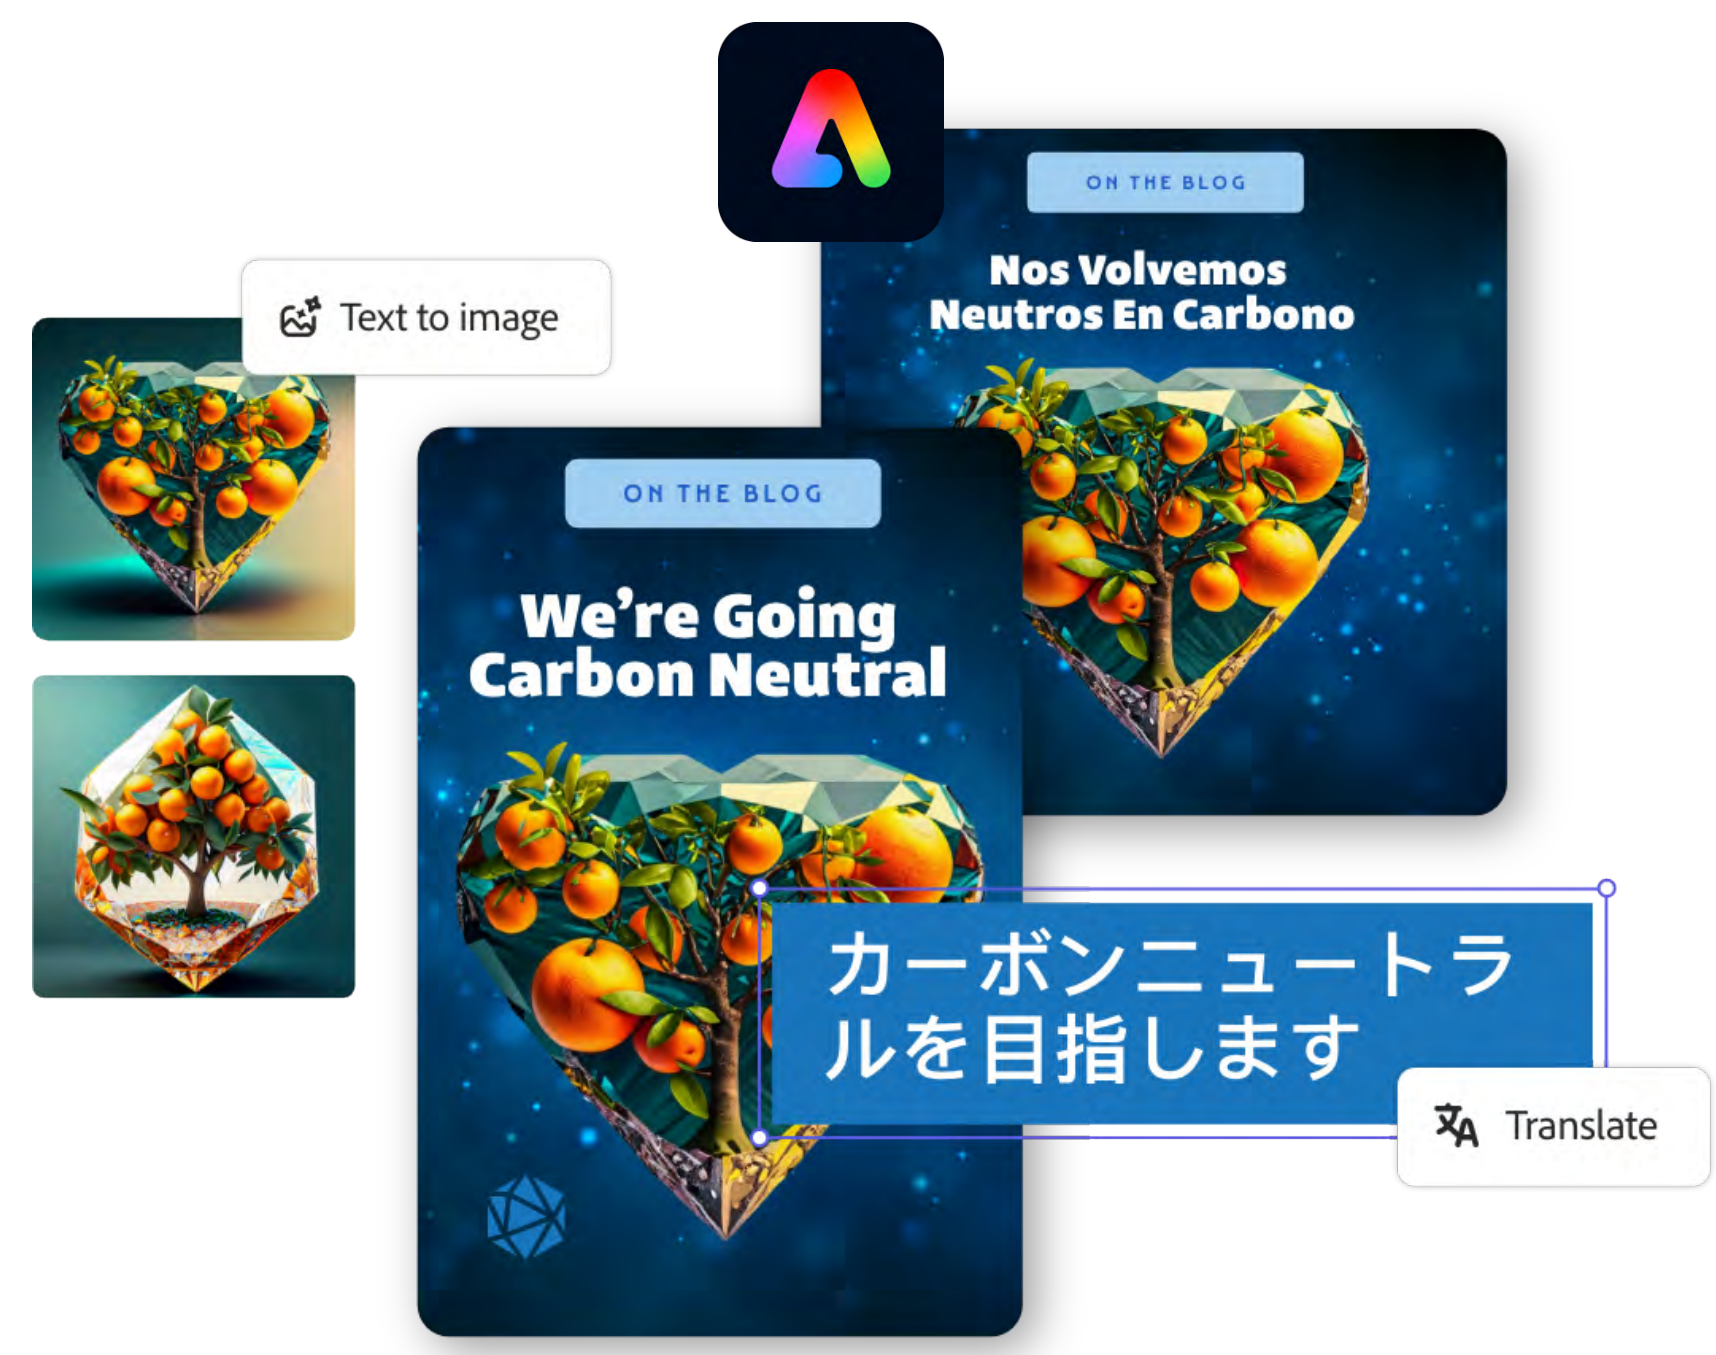 ON THE BLOG
Nos Volvemos
Neutros En Carbono
Text to image
ON THE BLOG
We’re Going
Carbon Neutral
カーボンニュートラ
ルを目指します
Translate